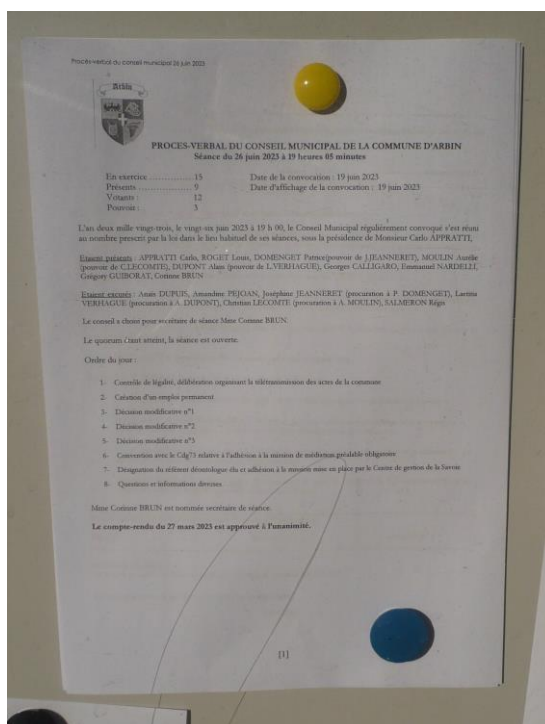 Procès-verbal du conseil municipal 26 juin 2023
Arbin
PROCES-VERBAL DU CONSEIL MUNICIPAL DE LA COMMUNE D'ARBIN
Séance du 26 juin 2023 à 19 heures 05 minutes
En exercice .................. 15 Date de la convocation : 19 juin 2023
Présents .................. 9 Date d'affichage de la convocation : 19 juin 2023
Votants : 12
Pouvoir : 3
L'an deux mille vingt-trois, le vingt-six juin 2023 à 19 h 00, le Conseil Municipal régulièrement convoqué s'est réuni
au nombre prescrit par la loi dans le lieu habituel de ses séances, sous la présidence de Monsieur Carlo APPRATTI,
Etaient présents : APPRATTI Carlo, ROGET Louis, DOMENGET Patrice(pouvoir de J.JEANNERET), MOULIN Aurélie
(pouvoir de C.LECOMTE), DUPONT Alain (pouvoir de L.VERHAGUE), Georges CALLIGARO, Emmanuel NARDELLI,
Grégory GUIBORAT, Corinne BRUN
Etaient excusés : Anaïs DUPUIS, Amandine PEJOAN, Joséphine JEANNERET (procuration à P. DOMENGET), Laetitia
VERHAGUE (procuration à A. DUPONT), Christian LECOMTE (procuration à A. MOULIN), SALMERON Régis
Le conseil a choisi pour secrétaire de séance Mme Corinne BRUN.
Le quorum étant atteint, la séance est ouverte.
Ordre du jour :
1- Contrôle de légalité, délibération organisant la télétransmission des actes de la commune
2- Création d'un emploi permanent
3- Décision modificative n°1
4- Décision modificative n°2
5- Décision modificative n°3
6- Convention avec le Cdg73 relative à l'adhésion à la mission de médiation préalable obligatoire
7- Désignation du référent déontologue élu et adhésion à la mission mise en place par le Centre de gestion de la Savoie
8- Questions et informations diverses
Mme Corinne BRUN est nommée secrétaire de séance.
Le compte-rendu du 27 mars 2023 est approuvé à l'unanimité.
[1]